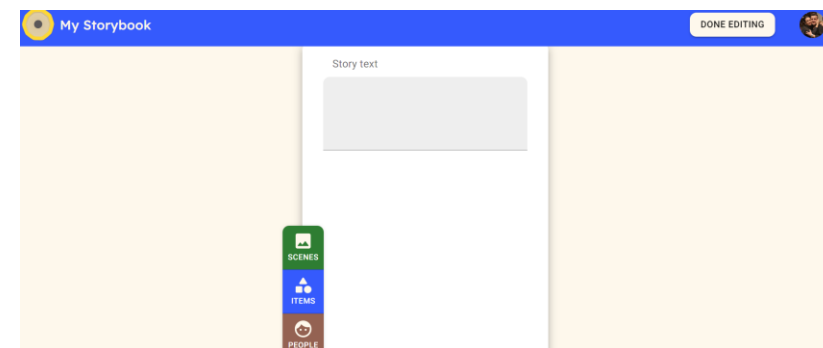 My Storybook
DONE EDITING
Story text
SCENES
ITEMS
PEOPLE